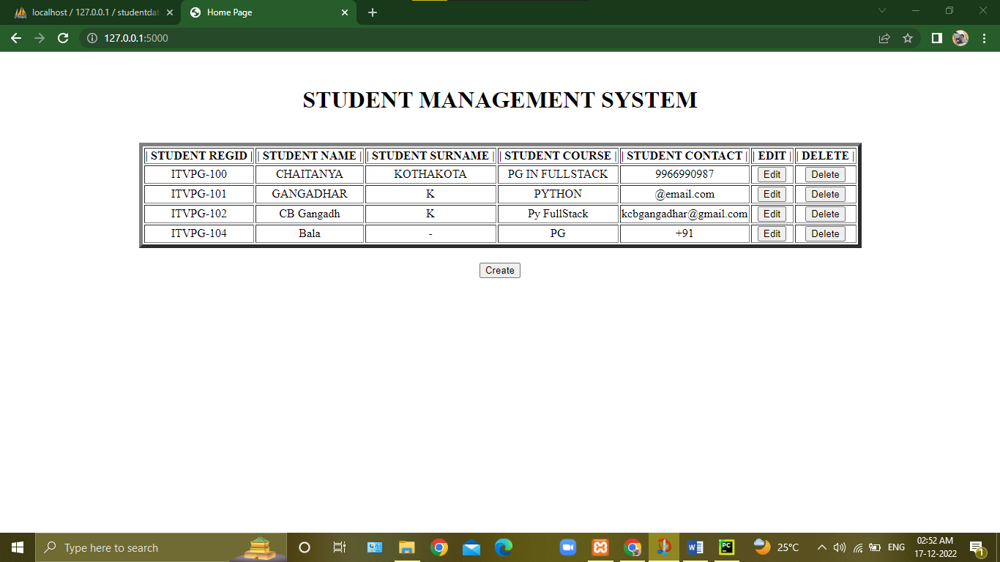 localhost / 127.0.0.1 / studentdat
Home Page
127.0.0.1:5000
STUDENT MANAGEMENT SYSTEM
| STUDENT REGID | | STUDENT NAME | | STUDENT SURNAME | | STUDENT COURSE | | STUDENT CONTACT | | EDIT | | DELETE |
ITVPG-100 CHAITANYA KOTHAKOTA PG IN FULLSTACK 9966990987 Edit Delete
ITVPG-101 GANGADHAR K PYTHON @email.com Edit Delete
ITVPG-102 CB Gangadh K Py FullStack kcbgangadhar@gmail.com Edit Delete
ITVPG-104 Bala - PG +91 Edit Delete
Create
Type here to search
W
PC
25°C
ENG
02:52 AM
17-12-2022
1